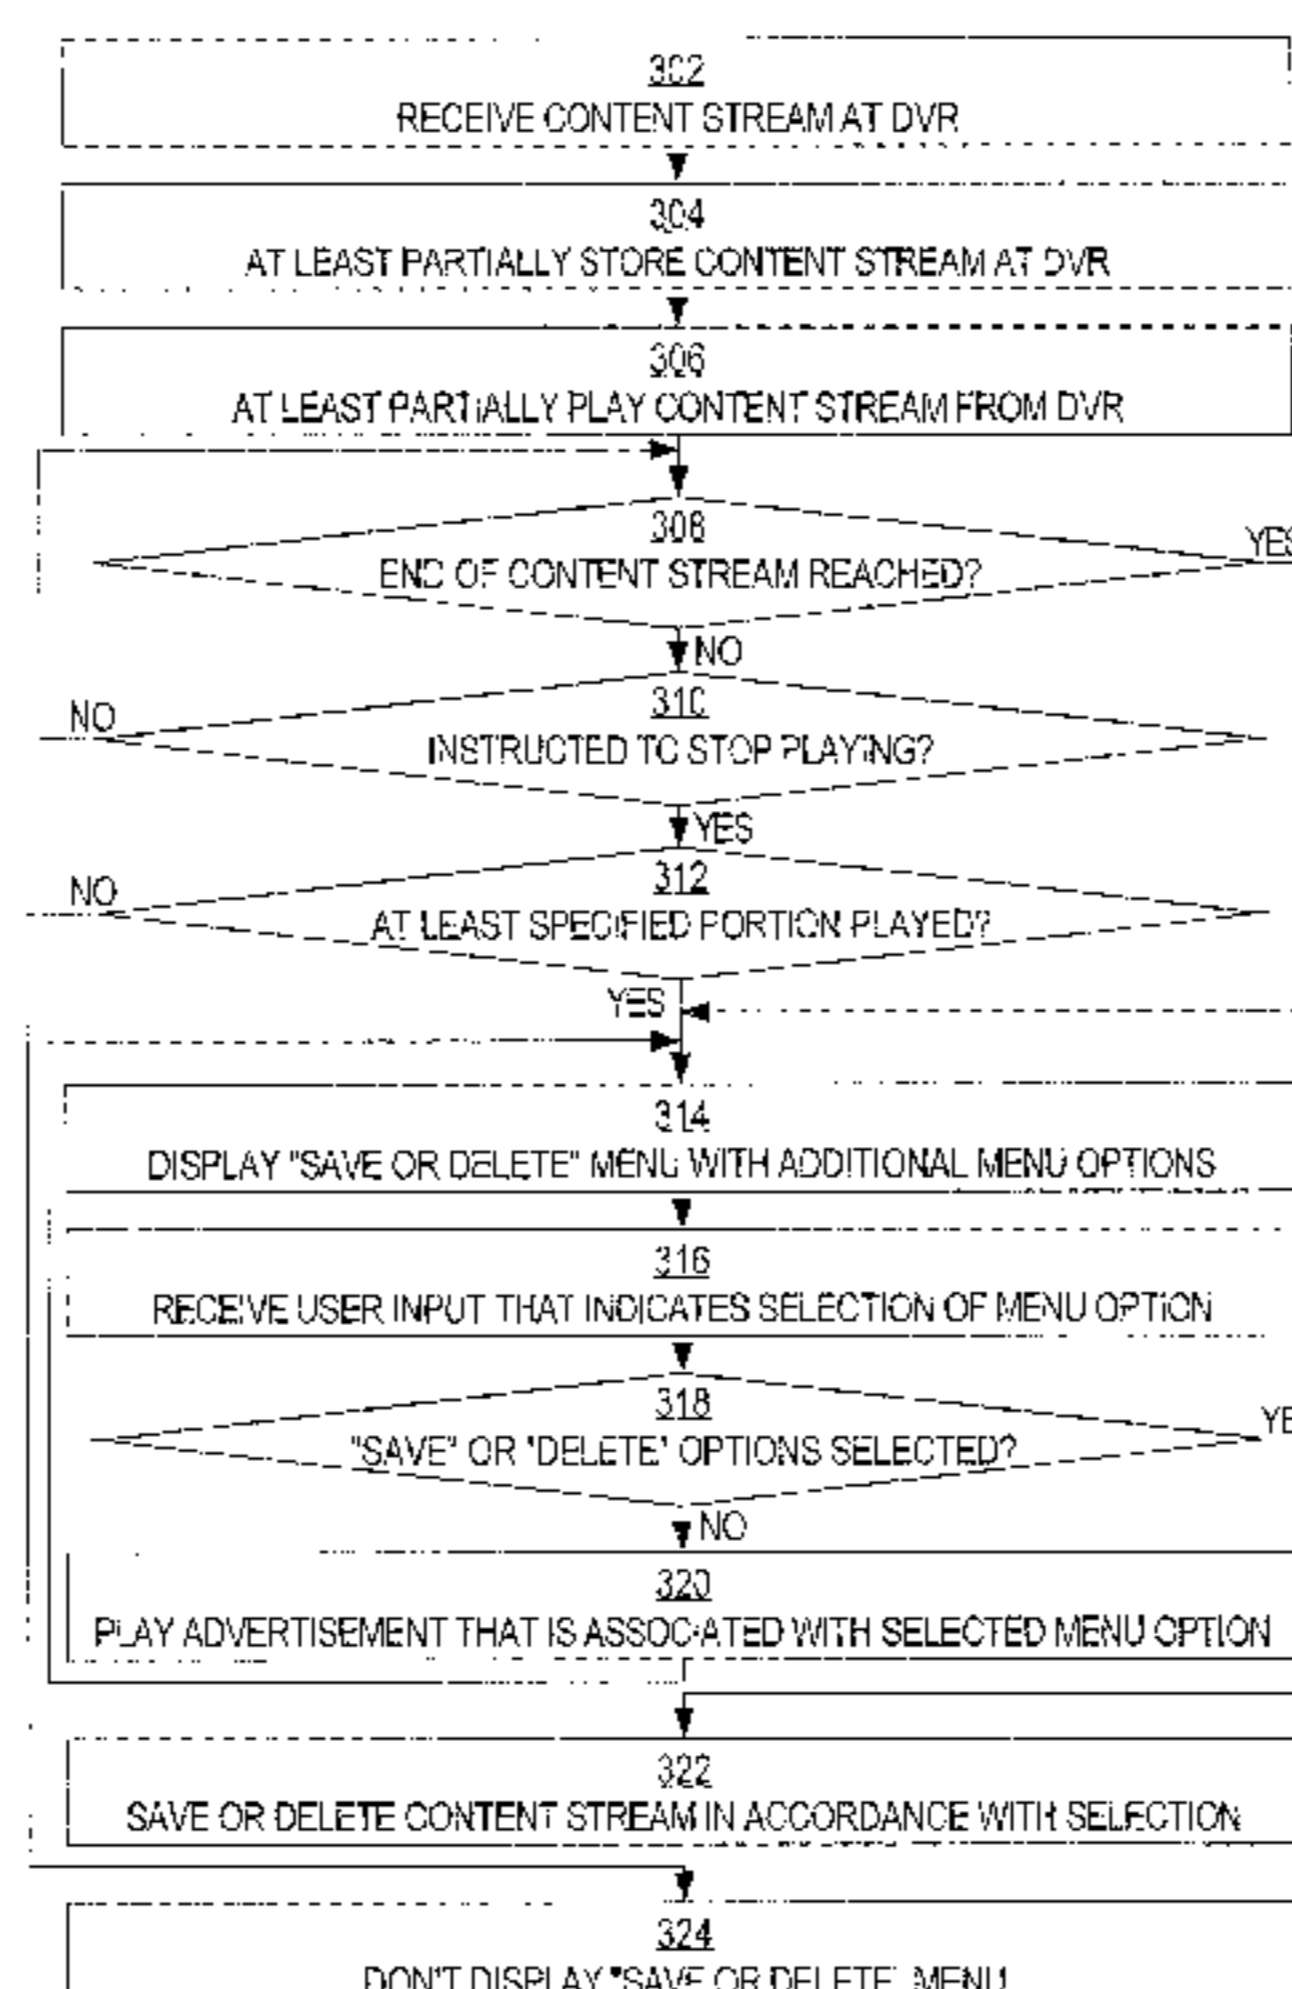 302
RECEIVE CONTENT STREAM AT DVR
304
AT LEAST PARTIALLY STORE CONTENT STREAM AT DVR
306
AT LEAST PARTIALLY PLAY CONTENT STREAM FROM DVR
308
YES
END OF CONTENT STREAM REACHED?
NO
310
NO
INSTRUCTED TO STOP PLAYING?
YES
312
NO
AT LEAST SPECIFIED PORTION PLAYED?
YES
314
DISPLAY "SAVE OR DELETE" MENU WITH ADDITIONAL MENU OPTIONS
316
RECEIVE USER INPUT THAT INDICATES SELECTION OF MENU OPTION
318
YE
"SAVE" OR "DELETE" OPTIONS SELECTED?
NO
320
PLAY ADVERTISEMENT THAT IS ASSOCIATED WITH SELECTED MENU OPTION
322
SAVE OR DELETE CONTENT STREAM IN ACCORDANCE WITH SELECTION
324
DON'T DISPLAY "SAVE OR DELETE" MENU